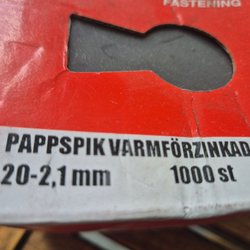 FASTENING
PAPPSPIK VARMFÖRZINKAD
20-2,1 mm 1000 st